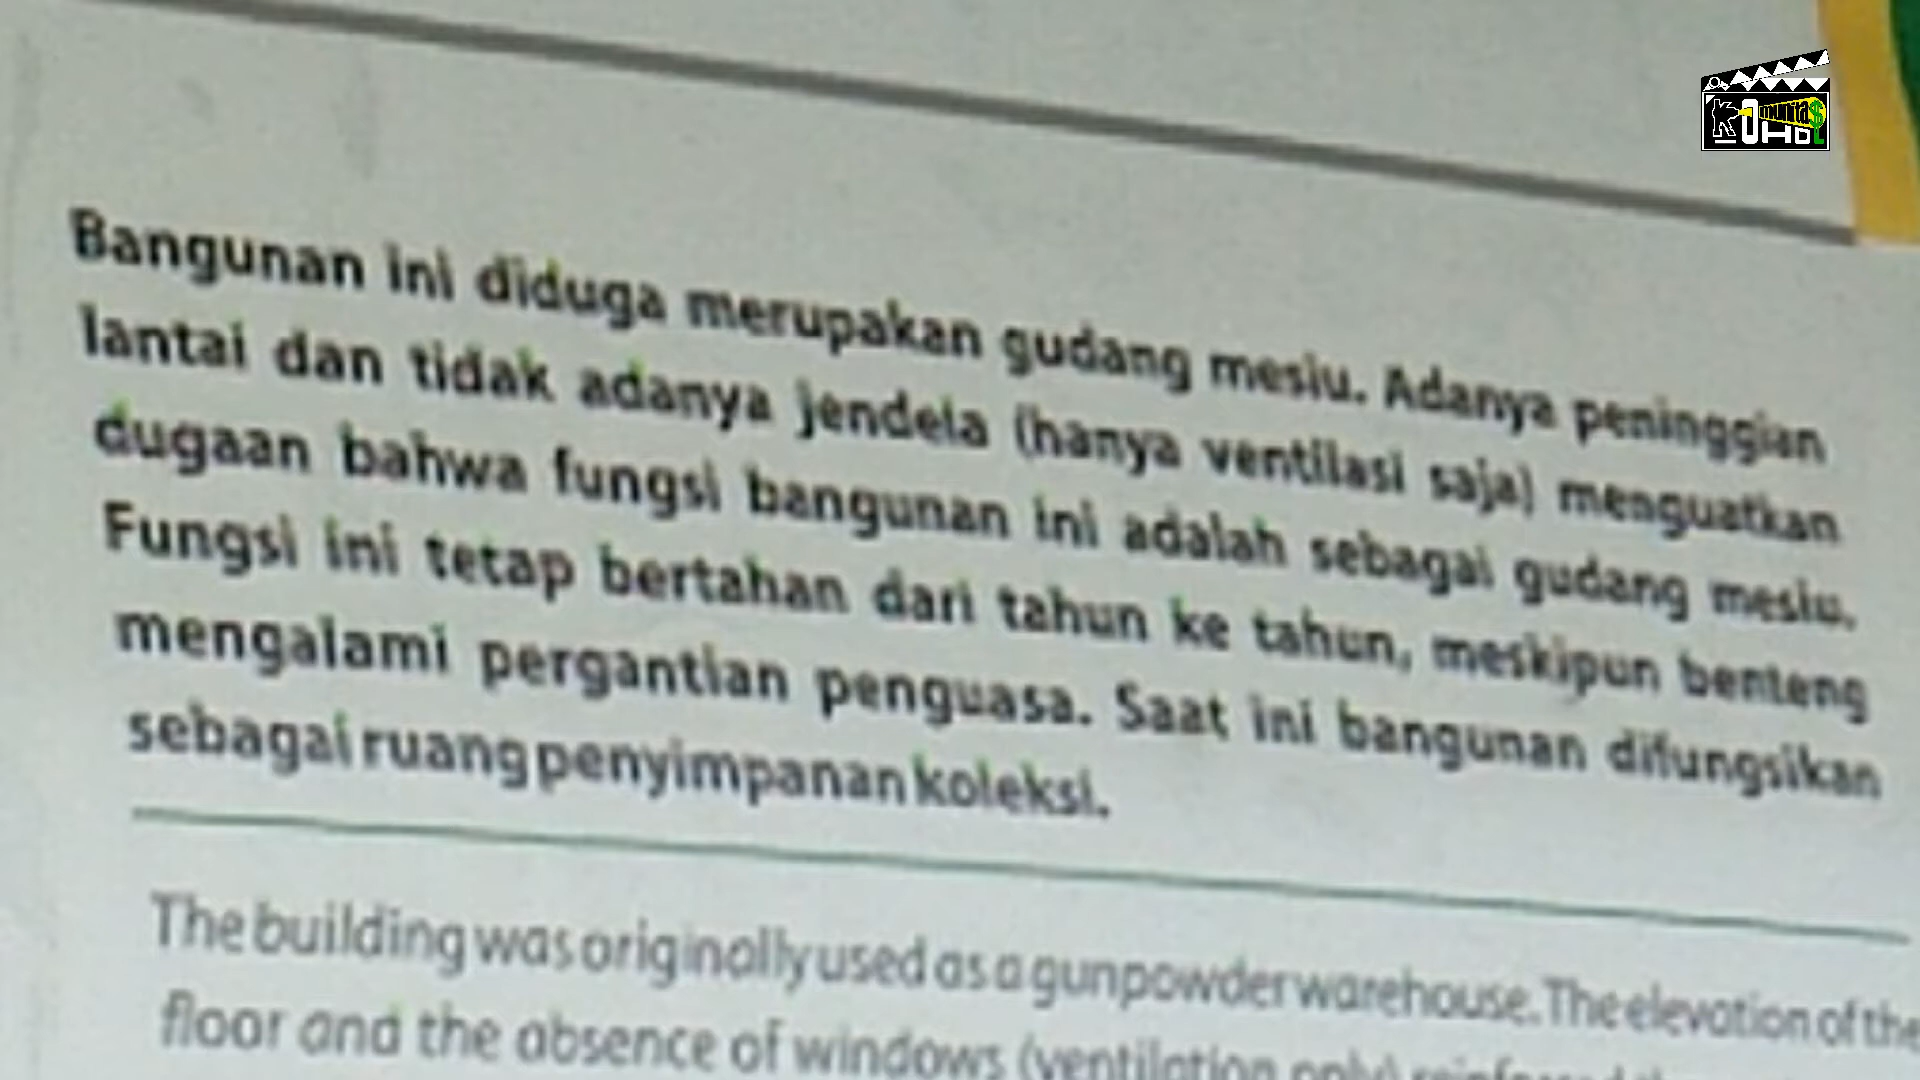 Bangunan ini diduga merupakan gudang mesiu. Adanya peninggian
lantai dan tidak adanya jendela (hanya ventilasi saja) menguatkan
dugaan bahwa fungsi bangunan ini adalah sebagai gudang mesiu.
Fungsi ini tetap bertahan dari tahun ke tahun, meskipun benteng
mengalami pergantian penguasa. Saat ini bangunan difungsikan
sebagai ruang penyimpanan koleksi.
The building was originally used as a gunpowder warehouse. The elevation of the
floor and the absence of windows (ventilation only)